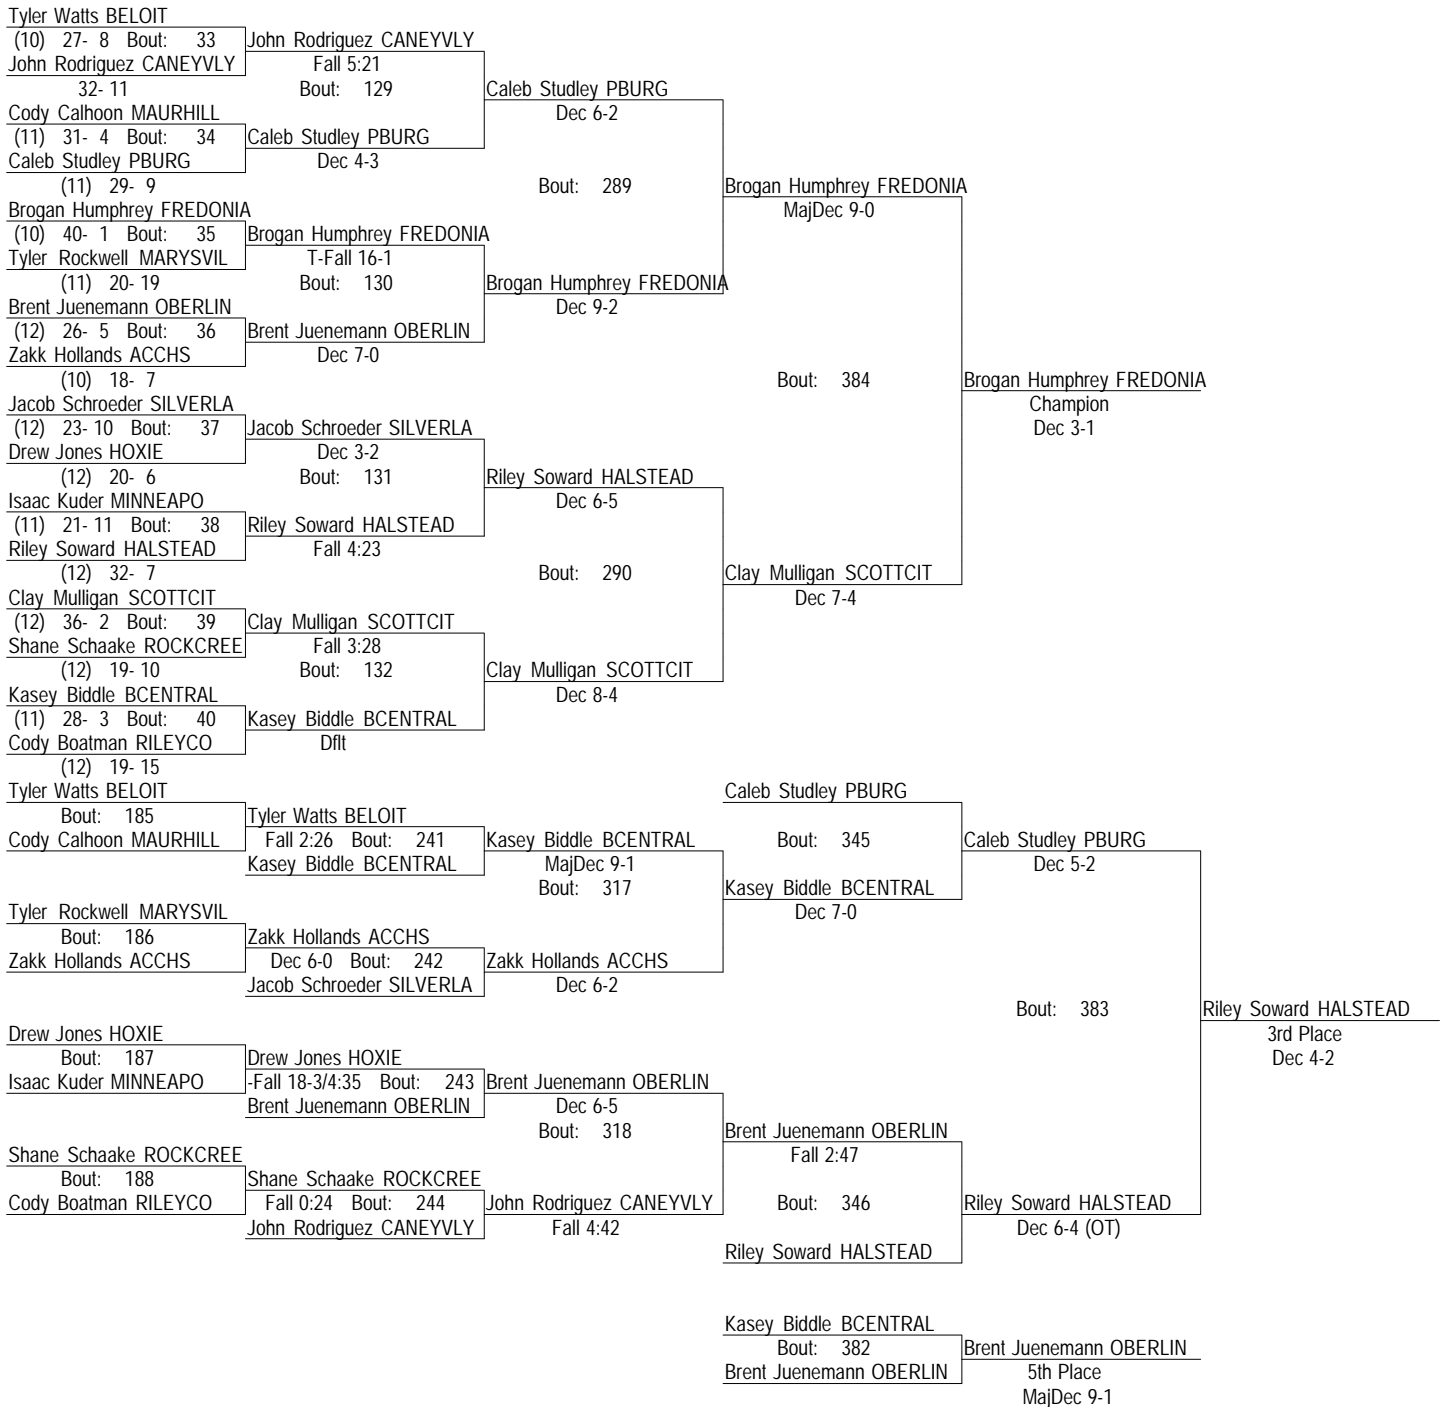 Tyler Watts BELOIT
(10) 27- 8 Bout: 33 John Rodriguez CANEYVLY
John Rodriguez CANEYVLY Fall 5:21
32- 11 Bout: 129 Caleb Studley PBURG
Cody Calhoon MAURHILL Dec 6-2
(11) 31- 4 Bout: 34 Caleb Studley PBURG
Caleb Studley PBURG Dec 4-3
(11) 29- 9 Bout: 289 Brogan Humphrey FREDONIA
Brogan Humphrey FREDONIA MajDec 9-0
(10) 40- 1 Bout: 35 Brogan Humphrey FREDONIA
Tyler Rockwell MARYSVIL T-Fall 16-1
(11) 20- 19 Bout: 130 Brogan Humphrey FREDONIA
Brent Juenemann OBERLIN Dec 9-2
(12) 26- 5 Bout: 36 Brent Juenemann OBERLIN
Zakk Hollands ACCHS Dec 7-0
(10) 18- 7 Bout: 384 Brogan Humphrey FREDONIA
Jacob Schroeder SILVERLA Champion
(12) 23- 10 Bout: 37 Jacob Schroeder SILVERLA Dec 3-1
Drew Jones HOXIE Dec 3-2
(12) 20- 6 Bout: 131 Riley Soward HALSTEAD
Isaac Kuder MINNEAPO Dec 6-5
(11) 21- 11 Bout: 38 Riley Soward HALSTEAD
Riley Soward HALSTEAD Fall 4:23
(12) 32- 7 Bout: 290 Clay Mulligan SCOTTCIT
Clay Mulligan SCOTTCIT Dec 7-4
(12) 36- 2 Bout: 39 Clay Mulligan SCOTTCIT
Shane Schaake ROCKCREE Fall 3:28
(12) 19- 10 Bout: 132 Clay Mulligan SCOTTCIT
Kasey Biddle BCENTRAL Dec 8-4
(11) 28- 3 Bout: 40 Kasey Biddle BCENTRAL
Cody Boatman RILEYCO Dflt
(12) 19- 15
Tyler Watts BELOIT Caleb Studley PBURG
Bout: 185 Tyler Watts BELOIT
Cody Calhoon MAURHILL Fall 2:26 Bout: 241 Kasey Biddle BCENTRAL Bout: 345 Caleb Studley PBURG
Kasey Biddle BCENTRAL MajDec 9-1 Dec 5-2
Bout: 317 Kasey Biddle BCENTRAL
Tyler Rockwell MARYSVIL Dec 7-0
Bout: 186 Zakk Hollands ACCHS
Zakk Hollands ACCHS Dec 6-0 Bout: 242 Zakk Hollands ACCHS
Jacob Schroeder SILVERLA Dec 6-2
Bout: 383 Riley Soward HALSTEAD
Drew Jones HOXIE 3rd Place
Bout: 187 Drew Jones HOXIE Dec 4-2
Isaac Kuder MINNEAPO -Fall 18-3/4:35 Bout: 243 Brent Juenemann OBERLIN
Brent Juenemann OBERLIN Dec 6-5
Bout: 318 Brent Juenemann OBERLIN
Shane Schaake ROCKCREE Fall 2:47
Bout: 188 Shane Schaake ROCKCREE
Cody Boatman RILEYCO Fall 0:24 Bout: 244 John Rodriguez CANEYVLY Bout: 346 Riley Soward HALSTEAD
John Rodriguez CANEYVLY Fall 4:42 Dec 6-4 (OT)
Riley Soward HALSTEAD
Kasey Biddle BCENTRAL
Bout: 382 Brent Juenemann OBERLIN
Brent Juenemann OBERLIN 5th Place
MajDec 9-1